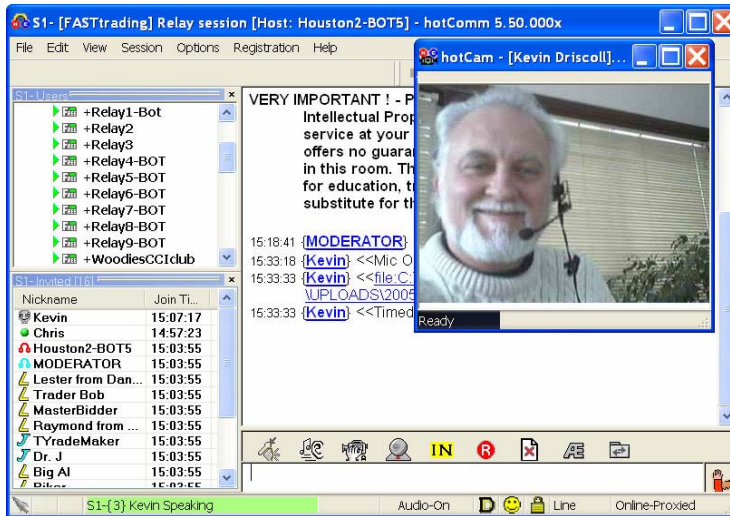 S1- [FASTtrading] Relay session [Host: Houston2-BOT5] - hotComm 5.50.000x
File Edit View Session Options Registration Help
hotCam - [Kevin Driscoll]...
S1- Users
+Relay1-Bot
+Relay2
+Relay3
+Relay4-BOT
+Relay5-BOT
+Relay6-BOT
+Relay7-BOT
+Relay8-BOT
+Relay9-BOT
+WoodiesCCIclub
S1- Invited [16]
Nickname Join Ti...
Kevin 15:07:17
Chris 14:57:23
Houston2-BOT5 15:03:55
MODERATOR 15:03:55
Lester from Dan... 15:03:55
Trader Bob 15:03:55
MasterBidder 15:03:55
Raymond from ... 15:03:55
TYradeMaker 15:03:55
Dr. J 15:03:55
Big Al 15:03:55
Biker 15:03:55
VERY IMPORTANT ! - P
Intellectual Prop
service at your
offers no guara
in this room. Th
for education, t
substitute for th
15:18:41 {MODERATOR}
15:33:18 {Kevin} <<Mic O
15:33:33 {Kevin} <<file:C:
\UPLOADS\2005
15:33:33 {Kevin} <<Timed
Ready
IN R Æ
S1-{3} Kevin Speaking Audio-On D Line Online-Proxied